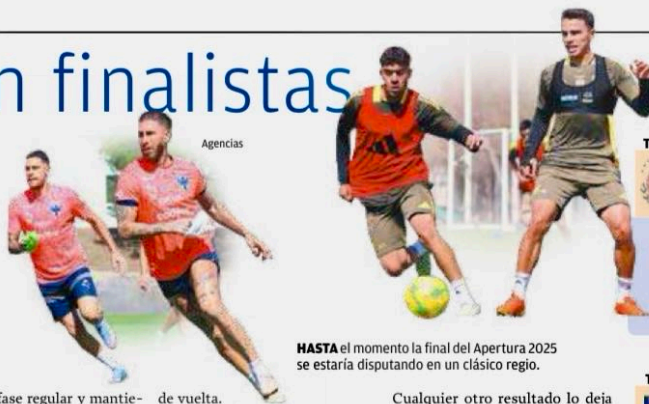 n finalistas
Agencias
HASTA el momento la final del Apertura 2025
se estaría disputando en un clásico regio.
fase regular y mantie-
de vuelta.
Cualquier otro resultado lo deja
T
T